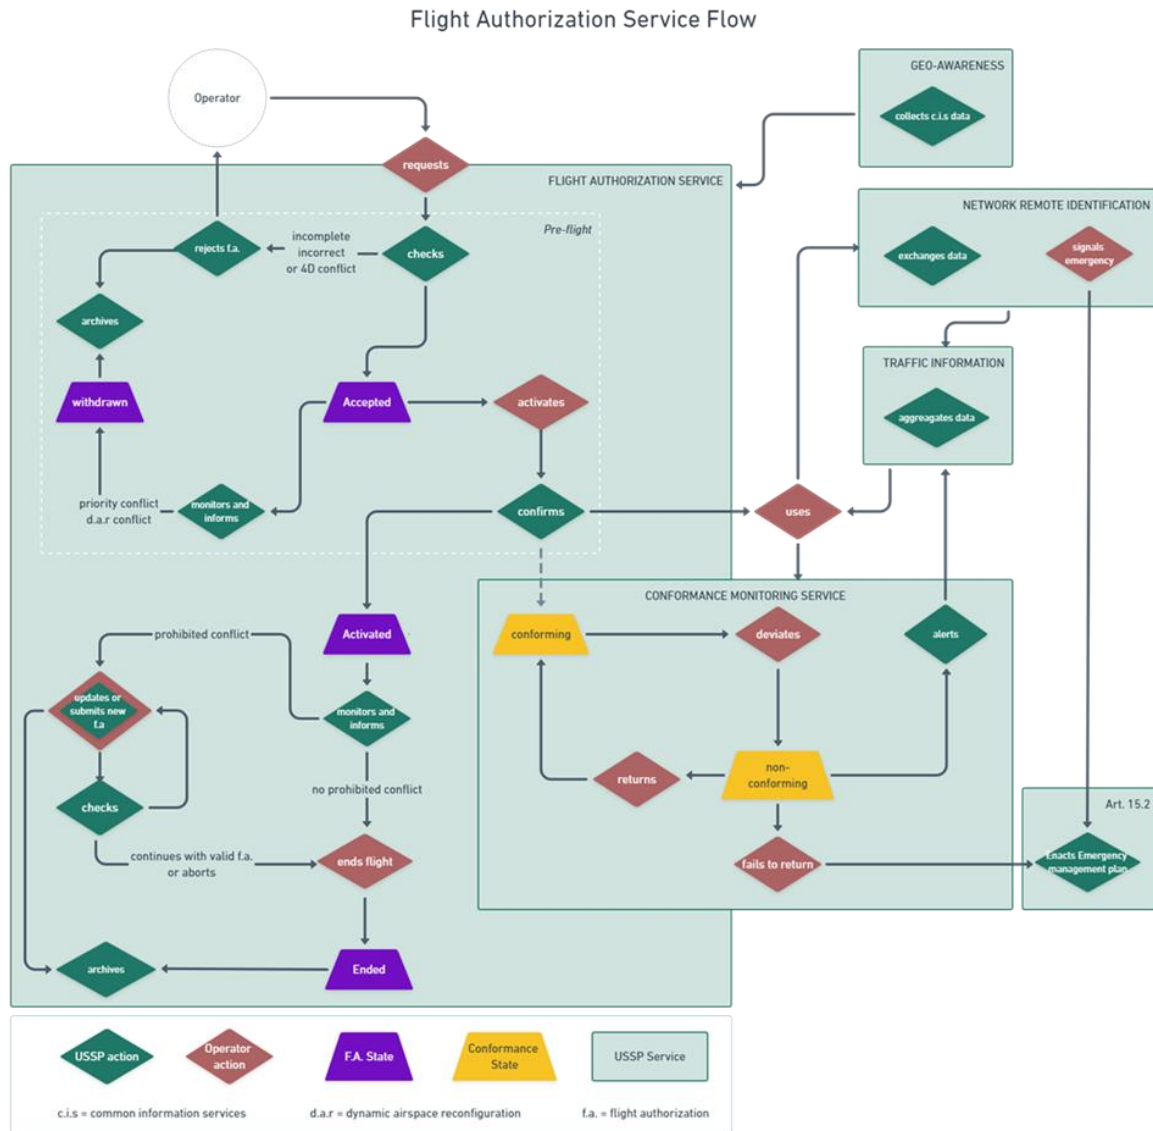 Flight Authorization Service Flow
Operator
GEO-AWARENESS
collects c.i.s data
requests
FLIGHT AUTHORIZATION SERVICE
NETWORK REMOTE IDENTIFICATION
Pre-flight
rejects f.a.
incomplete
incorrect
or 4D conflict
checks
exchanges data
signals
emergency
archives
TRAFFIC INFORMATION
withdrawn
Accepted
activates
aggreagates data
priority conflict
d.a.r conflict
monitors and
informs
confirms
uses
CONFORMANCE MONITORING SERVICE
prohibited conflict
Activated
conforming
deviates
alerts
updates or
submits new
f.a
monitors and
informs
no prohibited conflict
returns
non-
conforming
checks
Art. 15.2
continues with valid f.a.
or aborts
ends flight
fails to return
Enacts Emergency
management plan
archives
Ended
USSP action
Operator
action
F.A. State
Conformance
State
USSP Service
c.i.s = common information services
d.a.r = dynamic airspace reconfiguration
f.a. = flight authorization